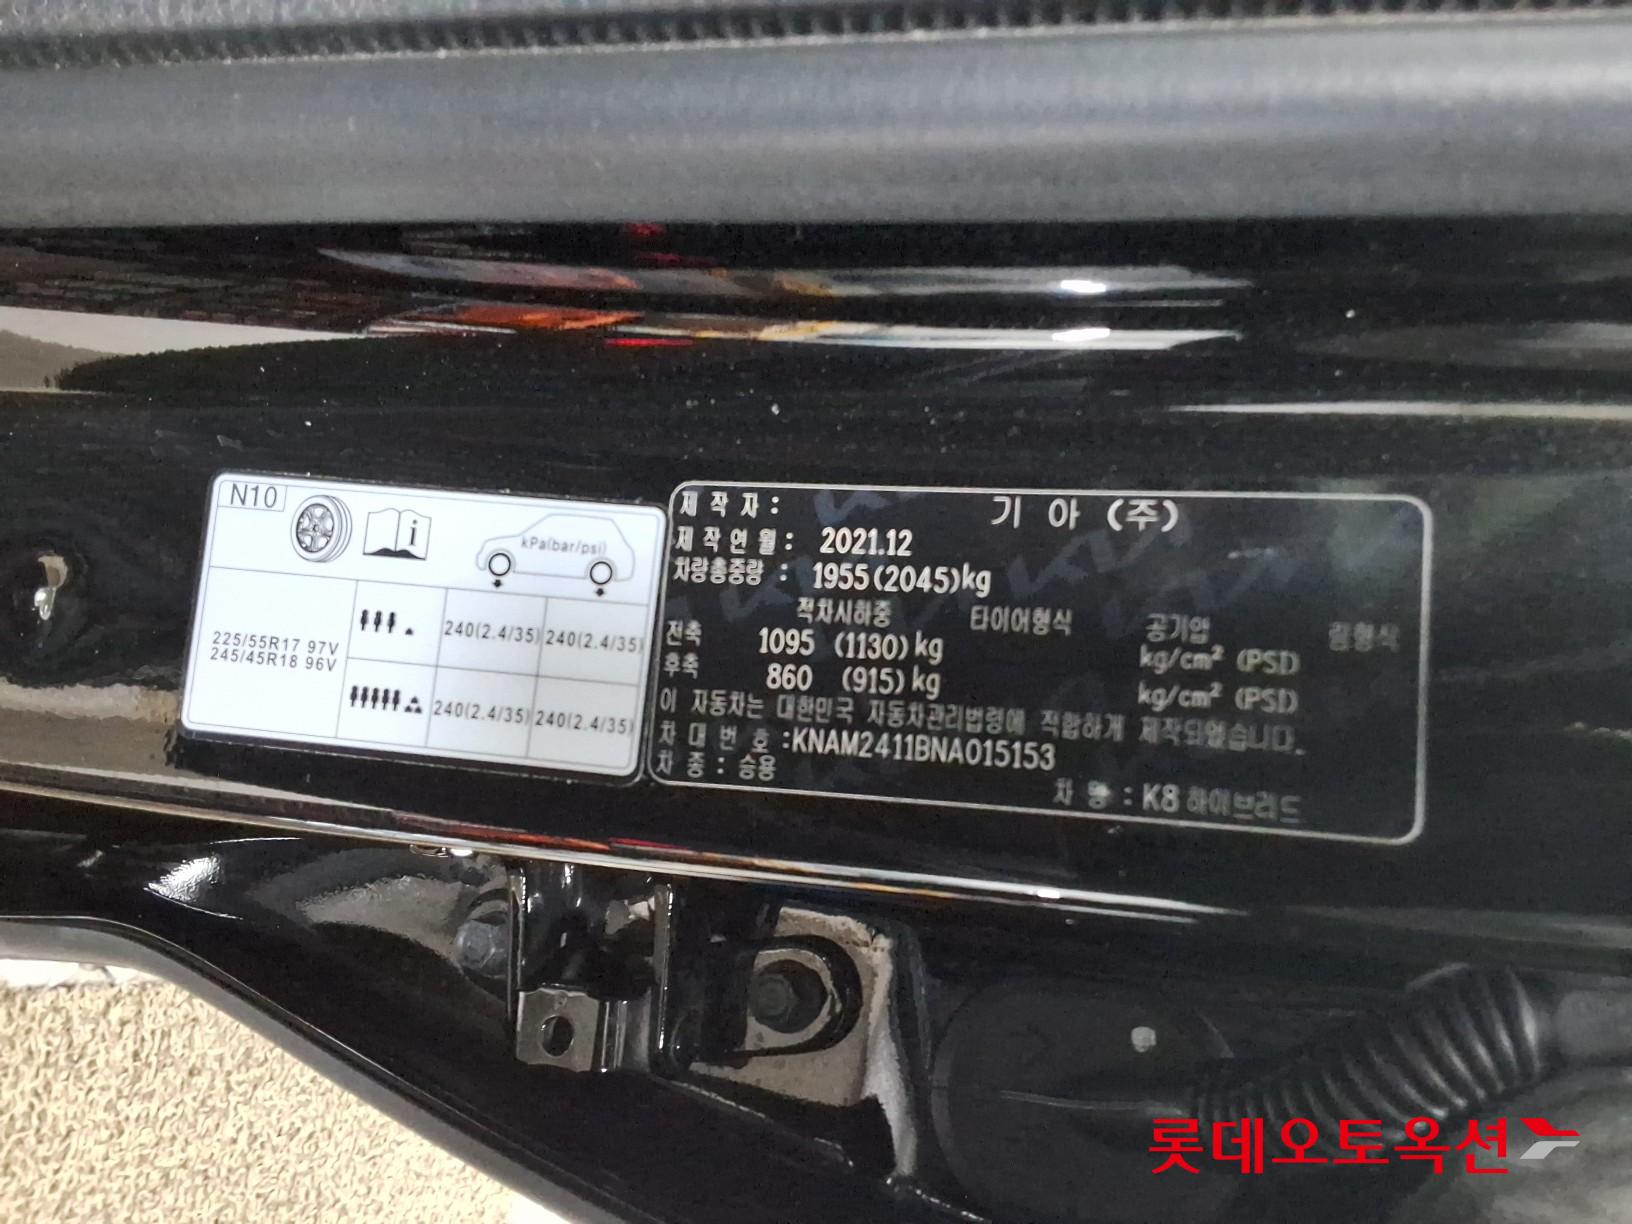 N10
kPa(bar/psi)
225/55R17 97V
245/45R18 96V
240(2.4/35) 240(2.4/35)
240(2.4/35) 240(2.4/35)
제 작 자 : 기 아 (주)
제 작 연 월 : 2021.12
차량총중량 : 1955(2045)kg
적차시하중 타이어형식 공기압 림형식
전축 1095 (1130)kg kg/cm² (PSI)
후축 860 (915)kg kg/cm² (PSI)
이 자동차는 대한민국 자동차관리법령에 적합하게 제작되었습니다.
차 대 번 호 :KNAM2411BNA015153
차 종 : 승용
차 명 : K8 하이브리드
롯데오토옥션